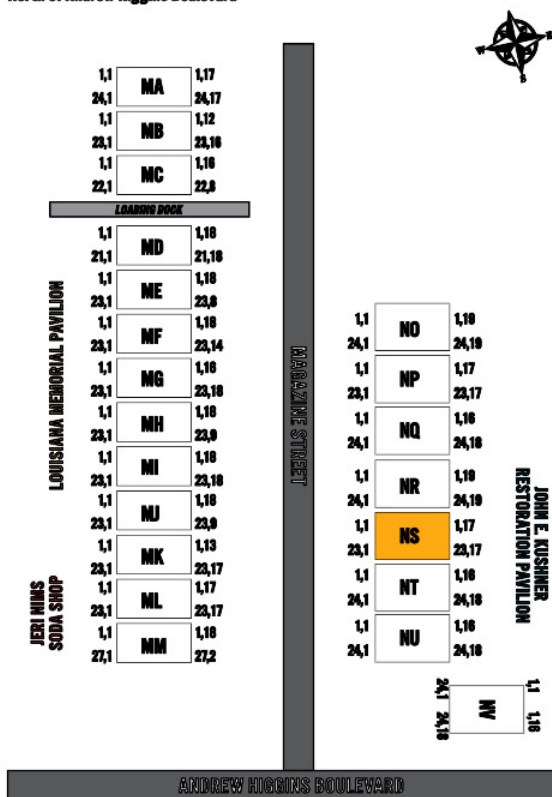 N
W E
S
1,1 MA 1,17
24,1 24,17
1,1 MB 1,12
23,1 23,16
1,1 MC 1,16
22,1 22,8
LOADING DOCK
1,1 MD 1,18
21,1 21,18
1,1 ME 1,18
23,1 23,8
1,1 MF 1,18
23,1 23,14
1,1 MG 1,16
23,1 23,18
1,1 MH 1,18
23,1 23,9
1,1 MI 1,18
23,1 23,18
1,1 MJ 1,18
23,1 23,9
1,1 MK 1,13
23,1 23,17
1,1 ML 1,17
23,1 23,17
1,1 MM 1,18
27,1 27,2
LOUISIANA MEMORIAL PAVILION
JERI NIMS
SODA SHOP
MAGAZINE STREET
1,1 NO 1,19
24,1 24,19
1,1 NP 1,17
23,1 23,17
1,1 NQ 1,16
24,1 24,18
1,1 NR 1,19
24,1 24,19
1,1 NS 1,17
23,1 23,17
1,1 NT 1,16
24,1 24,18
1,1 NU 1,16
24,1 24,18
JOHN E. KUSHNER
RESTORATION PAVILION
1,1 NV 1,16
24,1 24,18
ANDREW HIGGINS BOULEVARD